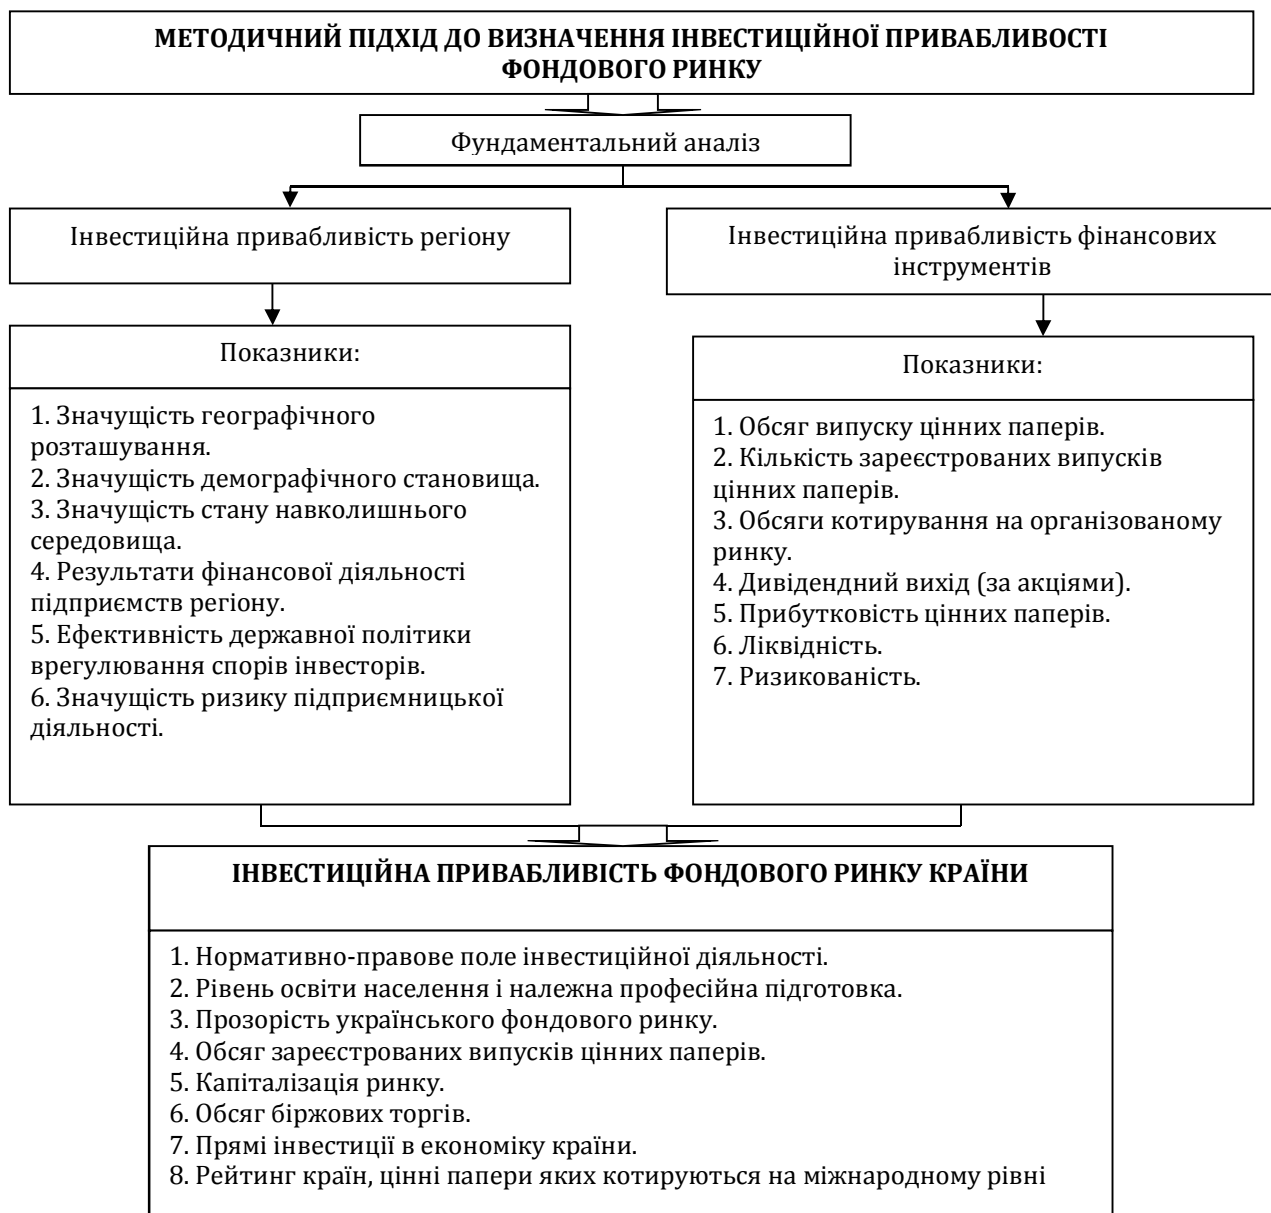 МЕТОДИЧНИЙ ПІДХІД ДО ВИЗНАЧЕННЯ ІНВЕСТИЦІЙНОЇ ПРИВАБЛИВОСТІ
ФОНДОВОГО РИНКУ
Фундаментальний аналіз
Інвестиційна привабливість регіону
Показники:
1. Значущість географічного
розташування.
2. Значущість демографічного становища.
3. Значущість стану навколишнього
середовища.
4. Результати фінансової діяльності
підприємств регіону.
5. Ефективність державної політики
врегулювання спорів інвесторів.
6. Значущість ризику підприємницької
діяльності.
Інвестиційна привабливість фінансових
інструментів
Показники:
1. Обсяг випуску цінних паперів.
2. Кількість зареєстрованих випусків
цінних паперів.
3. Обсяги котирування на організованому
ринку.
4. Дивідендний вихід (за акціями).
5. Прибутковість цінних паперів.
6. Ліквідність.
7. Ризикованість.
ІНВЕСТИЦІЙНА ПРИВАБЛИВІСТЬ ФОНДОВОГО РИНКУ КРАЇНИ
1. Нормативно-правове поле інвестиційної діяльності.
2. Рівень освіти населення і належна професійна підготовка.
3. Прозорість українського фондового ринку.
4. Обсяг зареєстрованих випусків цінних паперів.
5. Капіталізація ринку.
6. Обсяг біржових торгів.
7. Прямі інвестиції в економіку країни.
8. Рейтинг країн, цінні папери яких котируються на міжнародному рівні